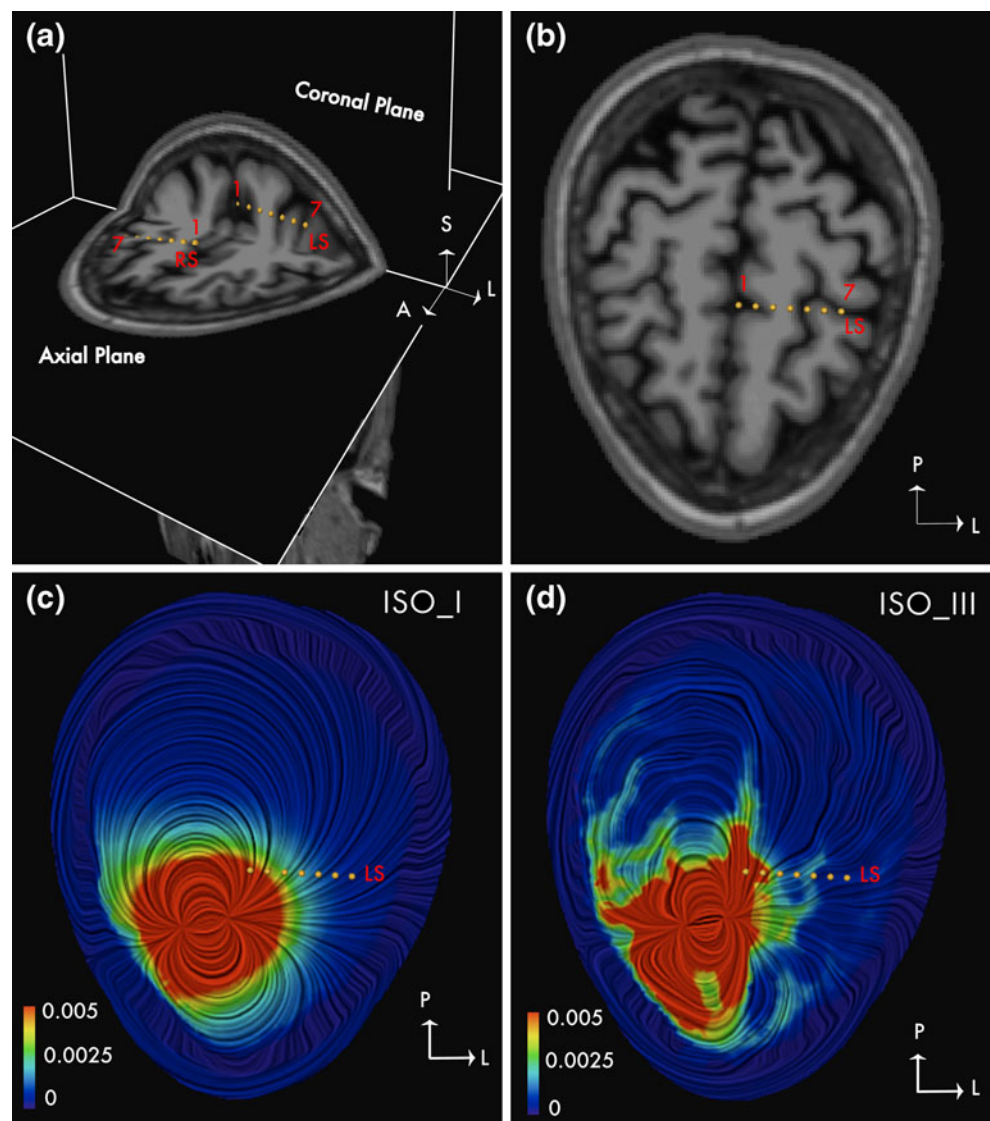 (a)
Coronal Plane
1
7
LS
7
1
RS
S
L
A
Axial Plane
(b)
1
7
LS
P
L
(c)
ISO_I
LS
0.005
0.0025
0
P
L
(d)
ISO_III
LS
0.005
0.0025
0
P
L